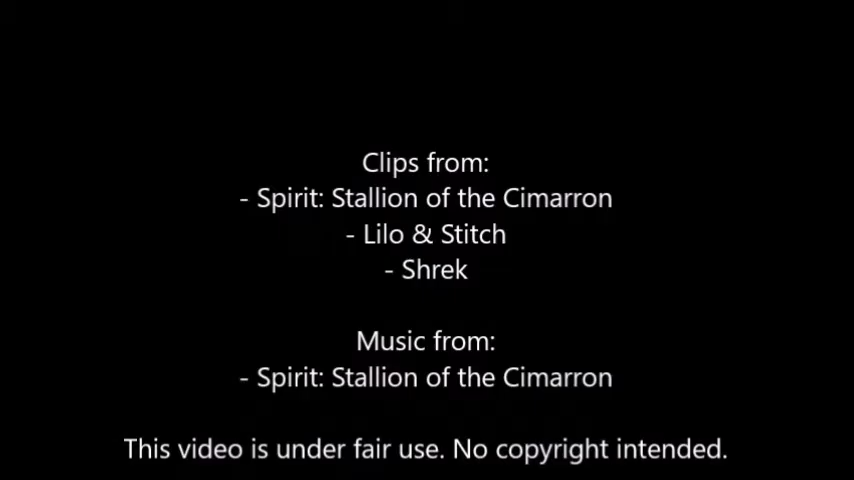 Clips from:
- Spirit: Stallion of the Cimarron
- Lilo & Stitch
- Shrek
Music from:
- Spirit: Stallion of the Cimarron
This video is under fair use. No copyright intended.